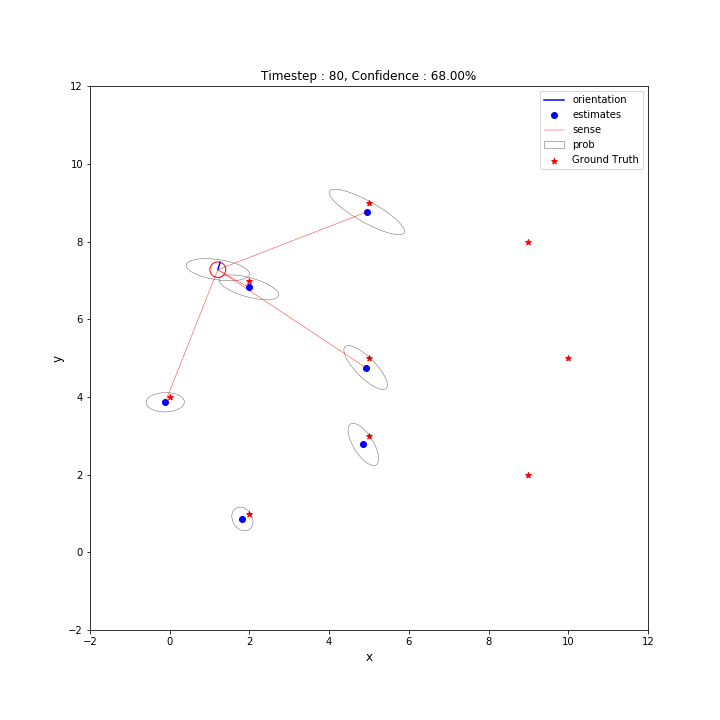 Timestep : 80, Confidence : 68.00%
12
10
8
6
4
2
0
−2
y
orientation
estimates
sense
prob
Ground Truth
−2 0 2 4 6 8 10 12
x